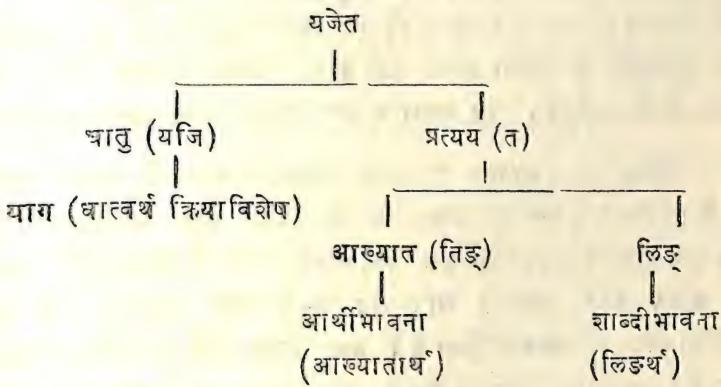 यजेत
धातु (यजि) प्रत्यय (त)
याग (धात्वर्थ क्रियाविशेष)
आख्यात (तिङ्) लिङ्
आर्थीभावना शाब्दीभावना
(आख्यातार्थ) (लिङर्थ)